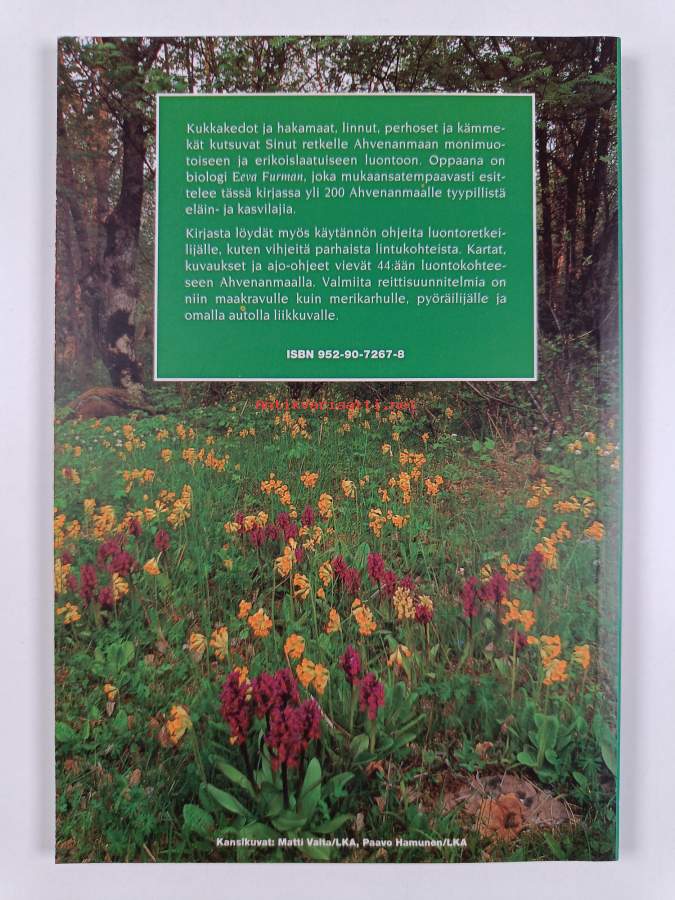 Kukkakedot ja hakamaat, linnut, perhoset ja kämme-
kät kutsuvat Sinut retkelle Ahvenanmaan monimuo-
toiseen ja erikoislaatuiseen luontoon. Oppaana on
biologi Eeva Furman, joka mukaansatempaavasti esit-
telee tässä kirjassa yli 200 Ahvenanmaalle tyypillistä
eläin- ja kasvilajia.
Kirjasta löydät myös käytännön ohjeita luontoretkei-
lijälle, kuten vihjeitä parhaista lintukohteista. Kartat,
kuvaukset ja ajo-ohjeet vievät 44:ään luontokohtee-
seen Ahvenanmaalla. Valmiita reittisuunnitelmia on
niin maakravulle kuin merikarhulle, pyöräilijälle ja
omalla autolla liikkuvalle.
ISBN 952-90-7267-8
Kansikuvat: Matti Valta/LKA, Paavo Hamunen/LKA